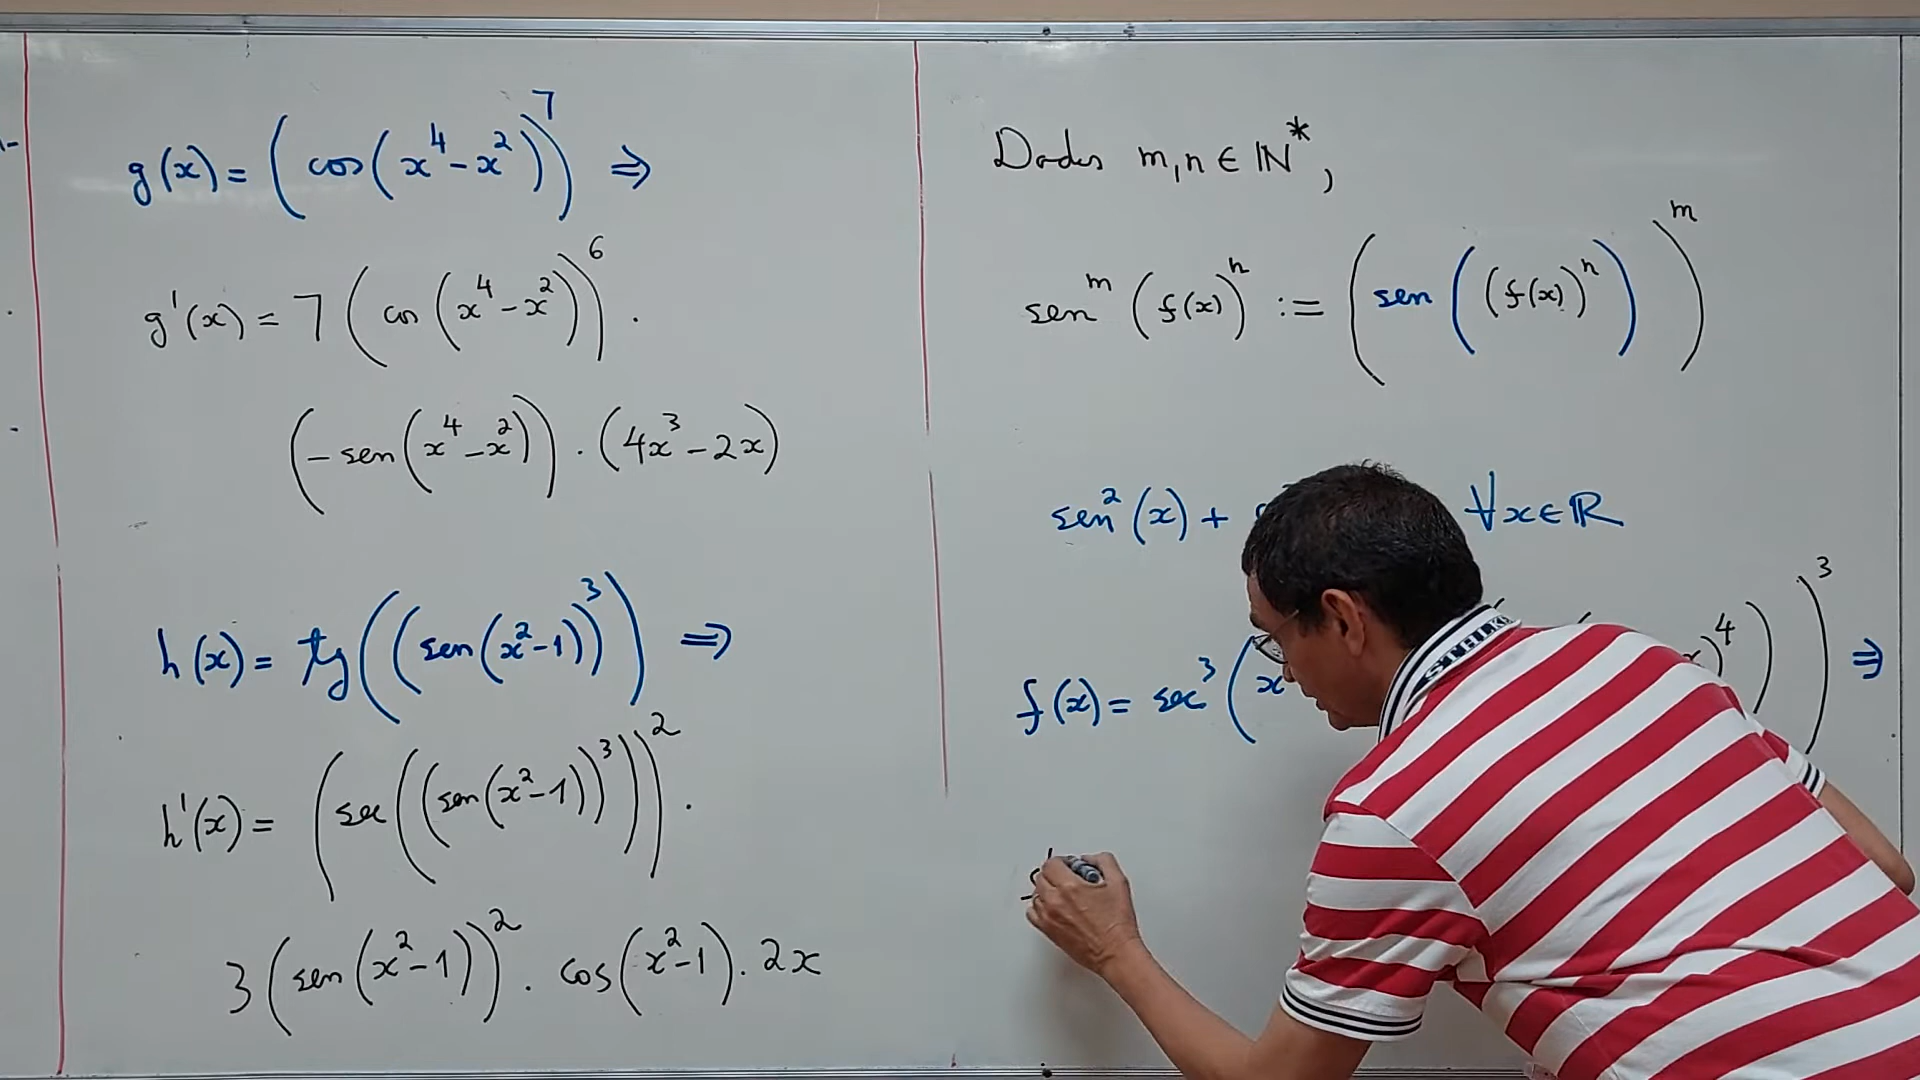 g(x) = (cos(x⁴-x²))⁷ ⇒
g'(x) = 7 (cos(x⁴-x²))⁶ .
(-sen(x⁴-x²)) . (4x³-2x)
h(x) = tg((sen(x²-1))³) ⇒
h'(x) = (sec((sen(x²-1))³))² .
3(sen(x²-1))² . cos(x²-1) . 2x
Dados m,n ∈ ℕ*,
senᵐ(f(x))ⁿ := (sen((f(x))ⁿ))ᵐ
sen²(x) + ∀x∈ℝ
f(x) = sec³(x )⁴))³ ⇒